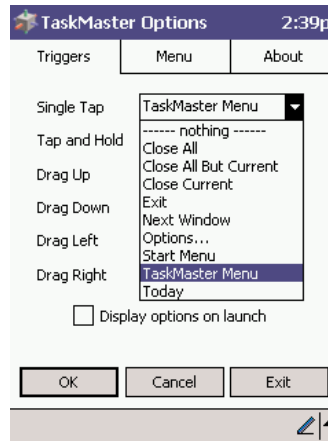 TaskMaster Options 2:39p
Triggers Menu About
Single Tap TaskMaster Menu
Tap and Hold
Drag Up
Drag Down
Drag Left
Drag Right
------ nothing ------
Close All
Close All But Current
Close Current
Exit
Next Window
Options...
Start Menu
TaskMaster Menu
Today
Display options on launch
OK Cancel Exit